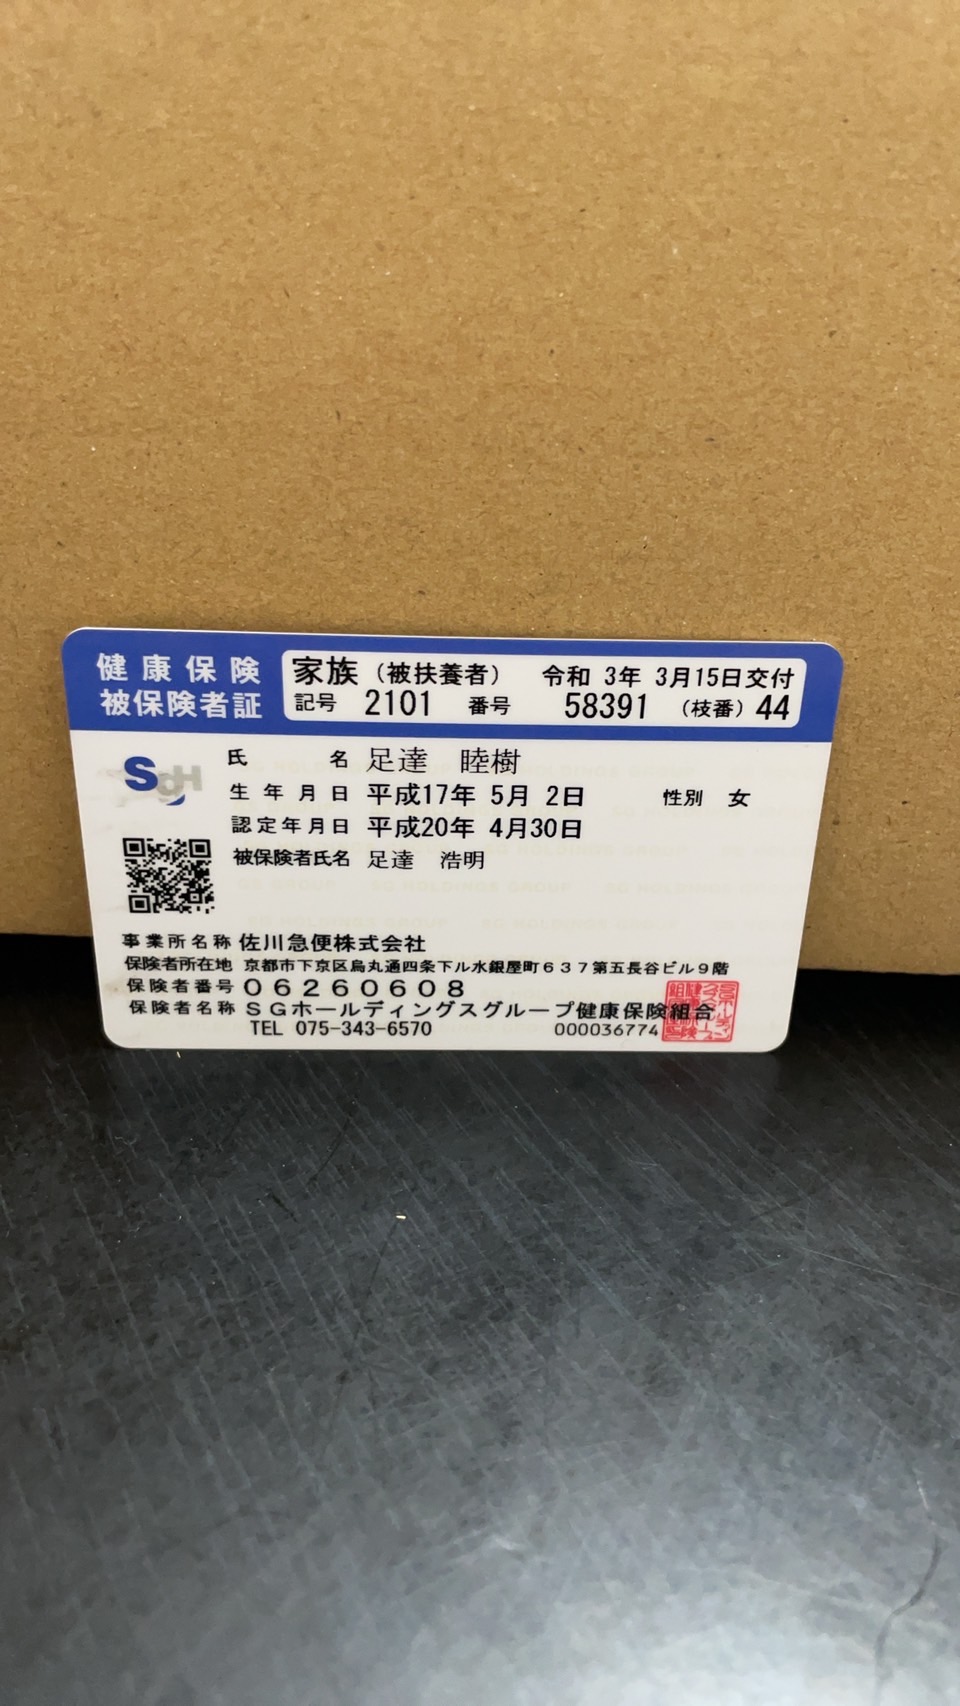 健康保険
被保険者証
家族（被扶養者） 令和 3年 3月15日交付
記号 2101 番号 58391 （枝番）44
SGH
氏名 足達 睦樹
生年月日 平成17年 5月 2日 性別 女
認定年月日 平成20年 4月30日
被保険者氏名 足達 浩明
事業所名称 佐川急便株式会社
保険者所在地 京都市下京区烏丸通四条下ル水銀屋町637第五長谷ビル9階
保険者番号 06260608
保険者名称 SGホールディングスグループ健康保険組合
TEL 075-343-6570 000036774